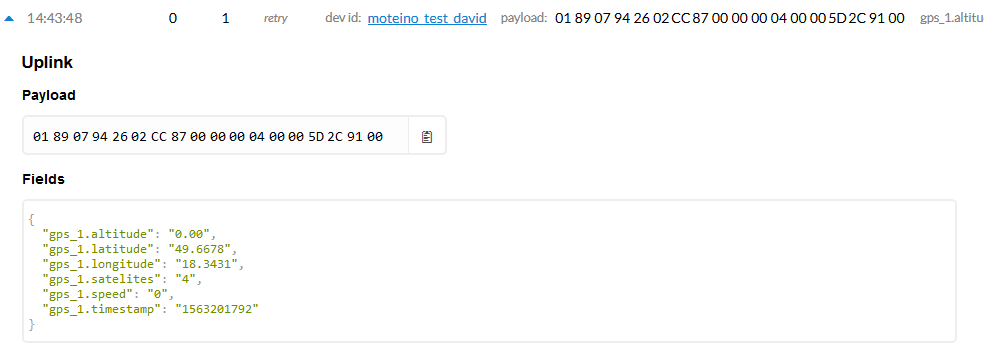 14:43:48 0 1 retry dev id: moteino_test_david payload: 01 89 07 94 26 02 CC 87 00 00 00 04 00 00 5D 2C 91 00 gps_1.altitu
Uplink
Payload
01 89 07 94 26 02 CC 87 00 00 00 04 00 00 5D 2C 91 00
Fields
{
"gps_1.altitude": "0.00",
"gps_1.latitude": "49.6678",
"gps_1.longitude": "18.3431",
"gps_1.satelites": "4",
"gps_1.speed": "0",
"gps_1.timestamp": "1563201792"
}